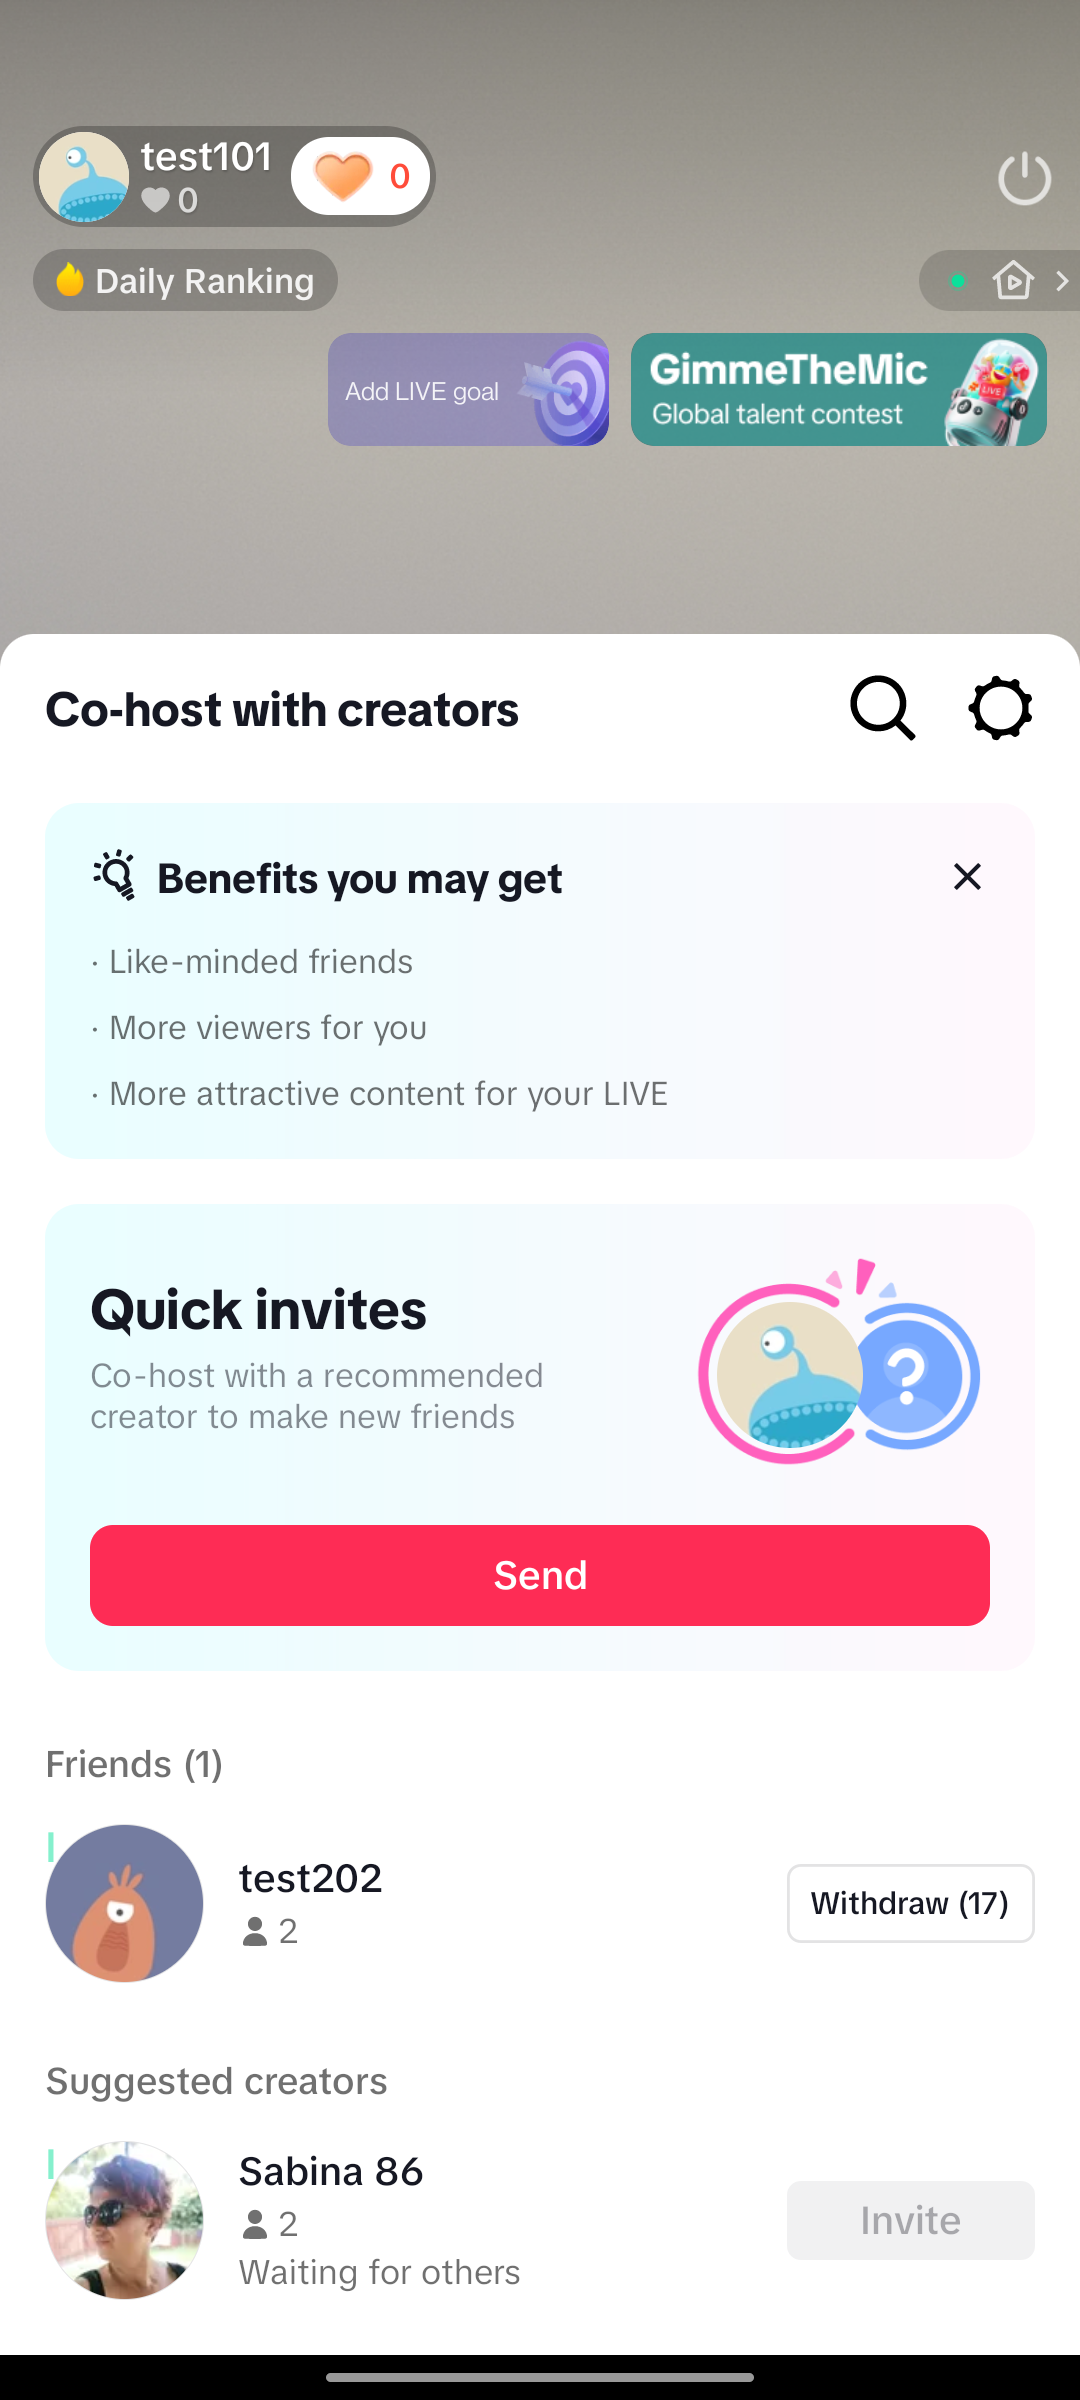 test101
0
0
Daily Ranking
Add LIVE goal
GimmeTheMic
Global talent contest
LIVE
Co-host with creators
Benefits you may get
· Like-minded friends
· More viewers for you
· More attractive content for your LIVE
Quick invites
Co-host with a recommended
creator to make new friends
?
Send
Friends (1)
test202
2
Withdraw (17)
Suggested creators
Sabina 86
2
Waiting for others
Invite